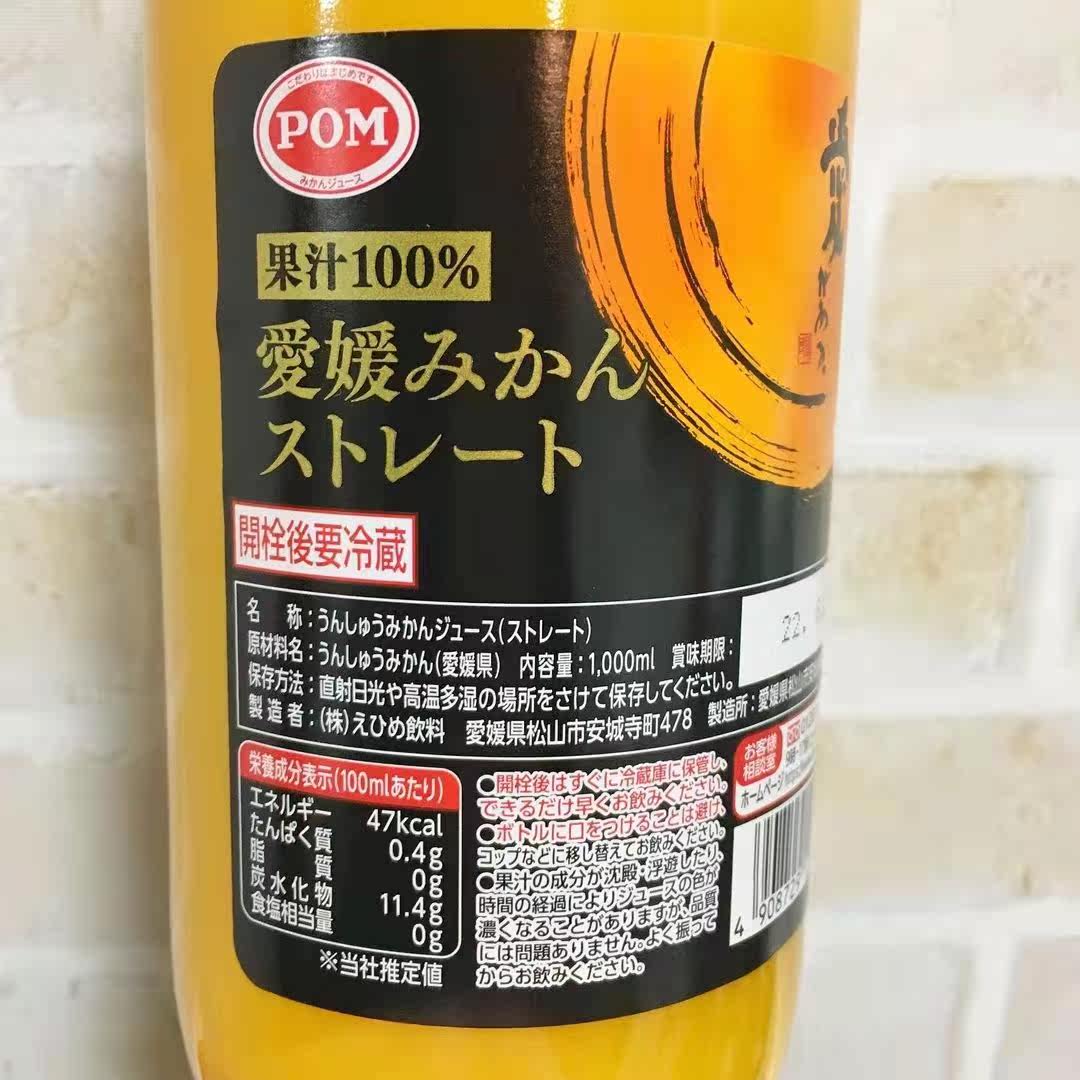 こだわりはまじめです
POM
みかんジュース
果汁100%
愛媛みかん
ストレート
開栓後要冷蔵
名 称:うんしゅうみかんジュース(ストレート)
原材料名:うんしゅうみかん(愛媛県) 内容量:1,000ml 賞味期限:
22.
保存方法:直射日光や高温多湿の場所をさけて保存してください。
製造者:(株)えひめ飲料 愛媛県松山市安城寺町478 製造所:愛媛県松山市
お客様
相談室
ホームページ
栄養成分表示(100mlあたり)
エネルギー 47kcal
たんぱく質 0.4g
脂質 0g
炭水化物 11.4g
食塩相当量 0g
※当社推定値
●開栓後はすぐに冷蔵庫に保管し、
できるだけ早くお飲みください。
●ボトルに口をつけることは避け、
コップなどに移し替えてお飲みください。
●果汁の成分が沈殿・浮遊したり、
時間の経過によりジュースの色が
濃くなることがありますが、品質
には問題ありません。よく振って
からお飲みください。
4 90872